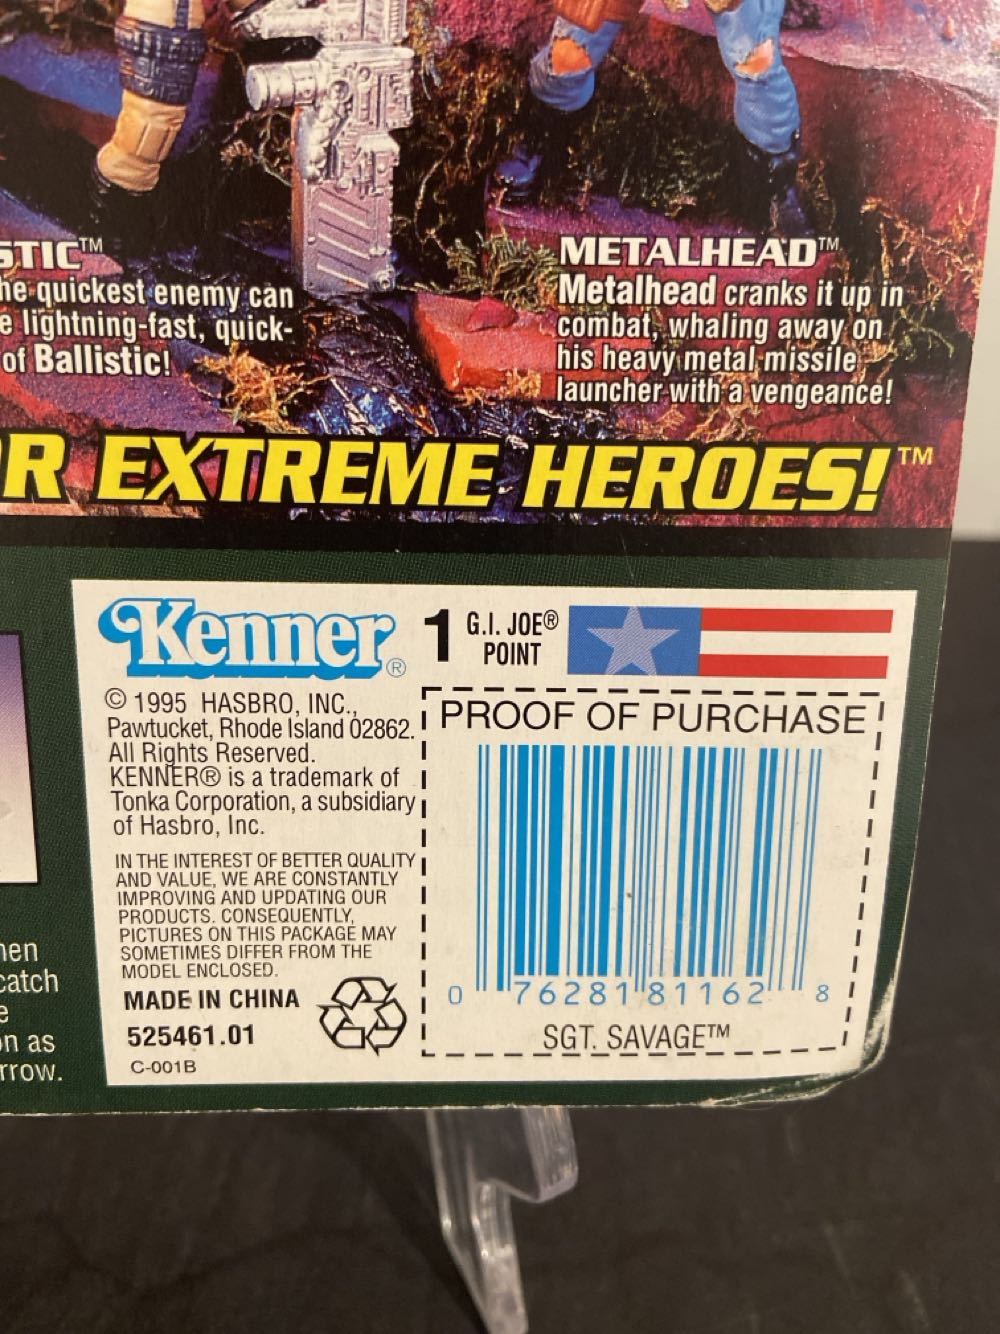 STIC™
he quickest enemy can
e lightning-fast, quick-
of Ballistic!
METALHEAD™
Metalhead cranks it up in
combat, whaling away on
his heavy metal missile
launcher with a vengeance!
R EXTREME HEROES!™
Kenner®
1 G.I. JOE®
POINT
© 1995 HASBRO, INC.,
Pawtucket, Rhode Island 02862.
All Rights Reserved.
KENNER® is a trademark of
Tonka Corporation, a subsidiary
of Hasbro, Inc.
IN THE INTEREST OF BETTER QUALITY
AND VALUE, WE ARE CONSTANTLY
IMPROVING AND UPDATING OUR
PRODUCTS. CONSEQUENTLY,
PICTURES ON THIS PACKAGE MAY
SOMETIMES DIFFER FROM THE
MODEL ENCLOSED.
MADE IN CHINA
525461.01
C-001B
PROOF OF PURCHASE
0 76281 81162 8
SGT. SAVAGE™
hen
catch
e
on as
rrow.